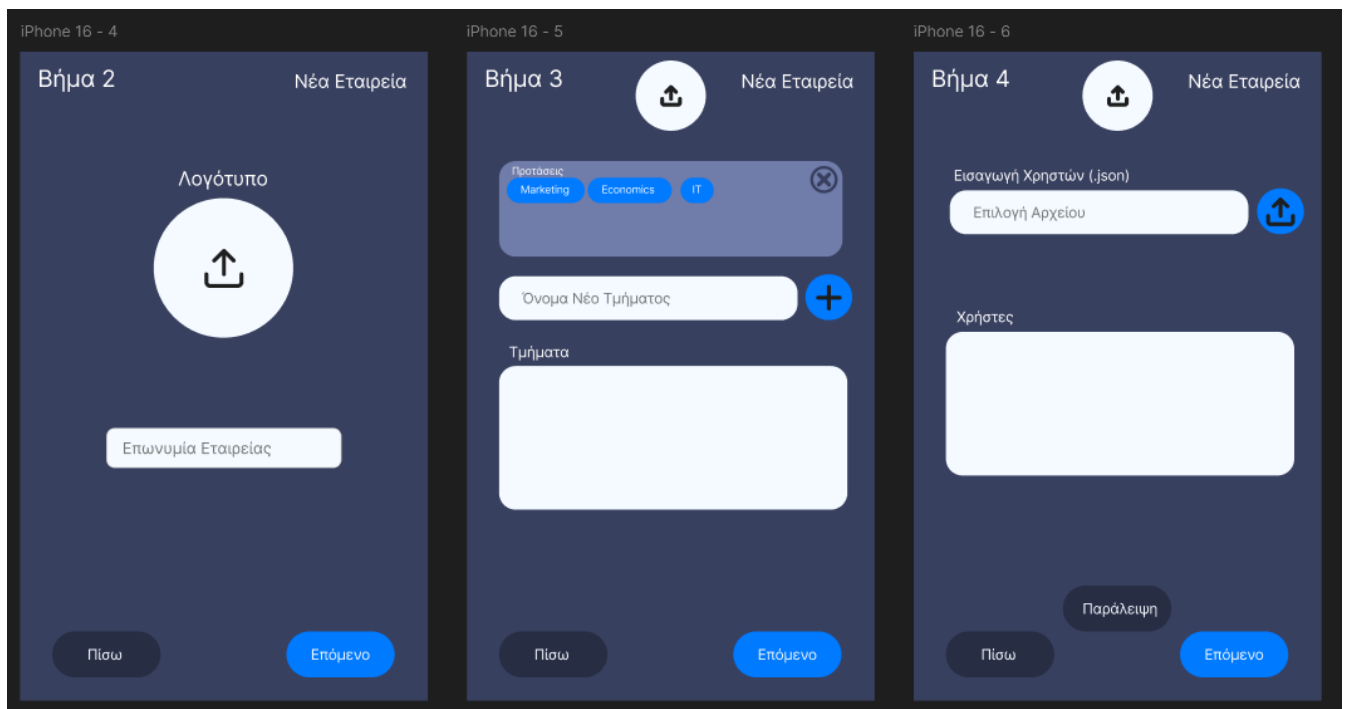 iPhone 16 - 4
Βήμα 2
Νέα Εταιρεία
Λογότυπο
Επωνυμία Εταιρείας
Πίσω
Επόμενο
iPhone 16 - 5
Βήμα 3
Νέα Εταιρεία
Προτάσεις
Marketing
Economics
IT
Όνομα Νέο Τμήματος
Τμήματα
Πίσω
Επόμενο
iPhone 16 - 6
Βήμα 4
Νέα Εταιρεία
Εισαγωγή Χρηστών (.json)
Επιλογή Αρχείου
Χρήστες
Παράλειψη
Πίσω
Επόμενο